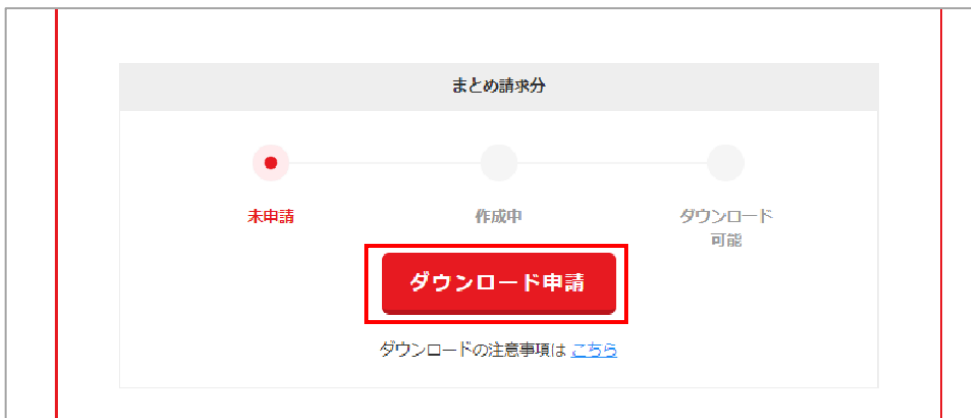 まとめ請求分
未申請
作成中
ダウンロード
可能
ダウンロード申請
ダウンロードの注意事項は こちら